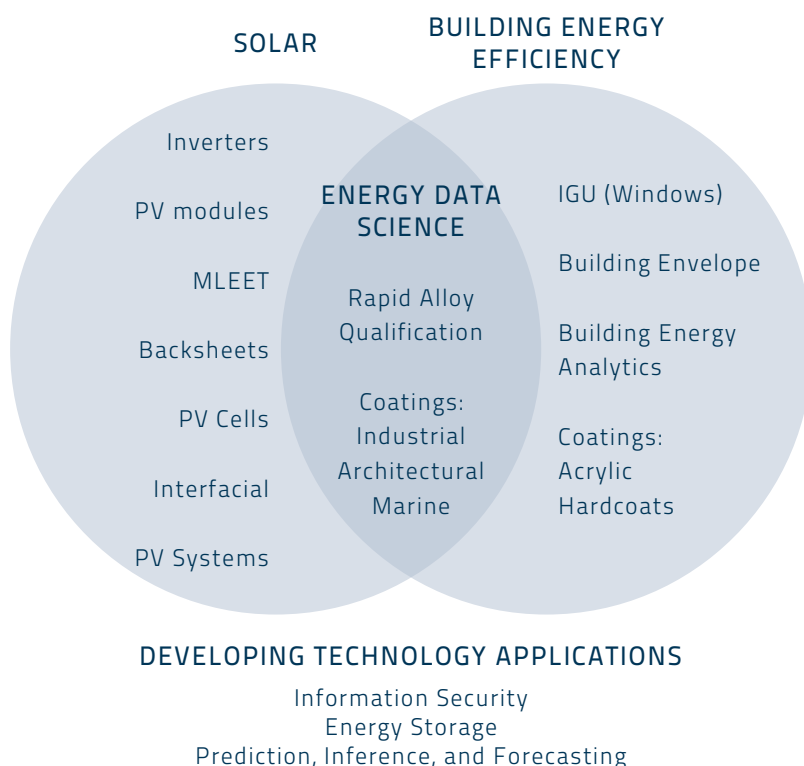 SOLAR
BUILDING ENERGY
EFFICIENCY
Inverters
PV modules
MLEET
Backsheets
PV Cells
Interfacial
PV Systems
ENERGY DATA
SCIENCE
Rapid Alloy
Qualification
Coatings:
Industrial
Architectural
Marine
IGU (Windows)
Building Envelope
Building Energy
Analytics
Coatings:
Acrylic
Hardcoats
DEVELOPING TECHNOLOGY APPLICATIONS
Information Security
Energy Storage
Prediction, Inference, and Forecasting